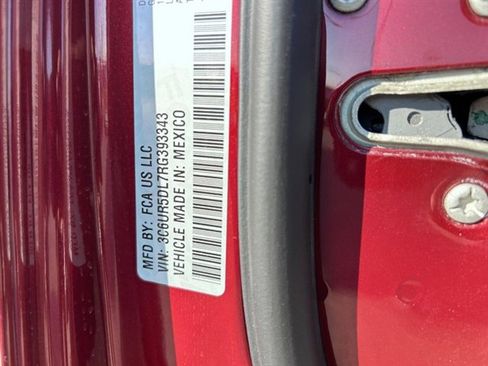 MFD BY: FCA US LLC
VIN: 3C6UR5DL7RG393343
VEHICLE MADE IN: MEXICO